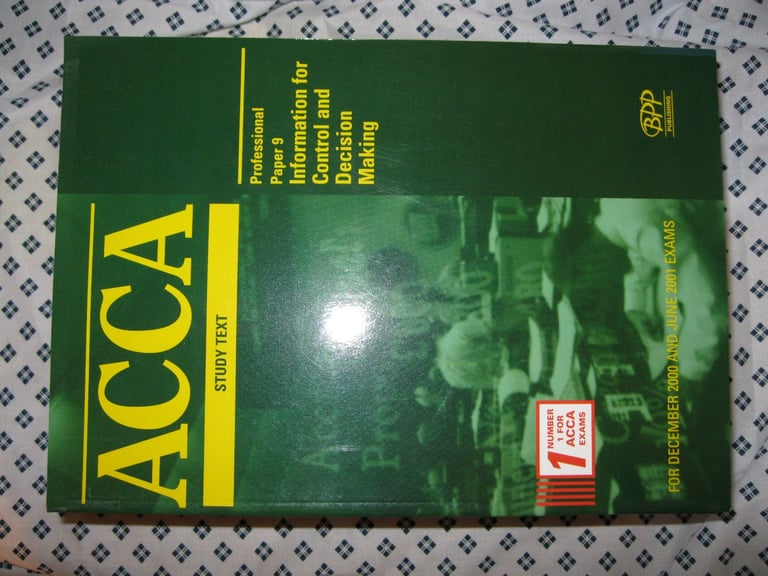 ACCA
STUDY TEXT
Professional
Paper 9
Information for
Control and
Decision
Making
BPP
PUBLISHING
1
NUMBER
1 FOR
ACCA
EXAMS
FOR DECEMBER 2000 AND JUNE 2001 EXAMS